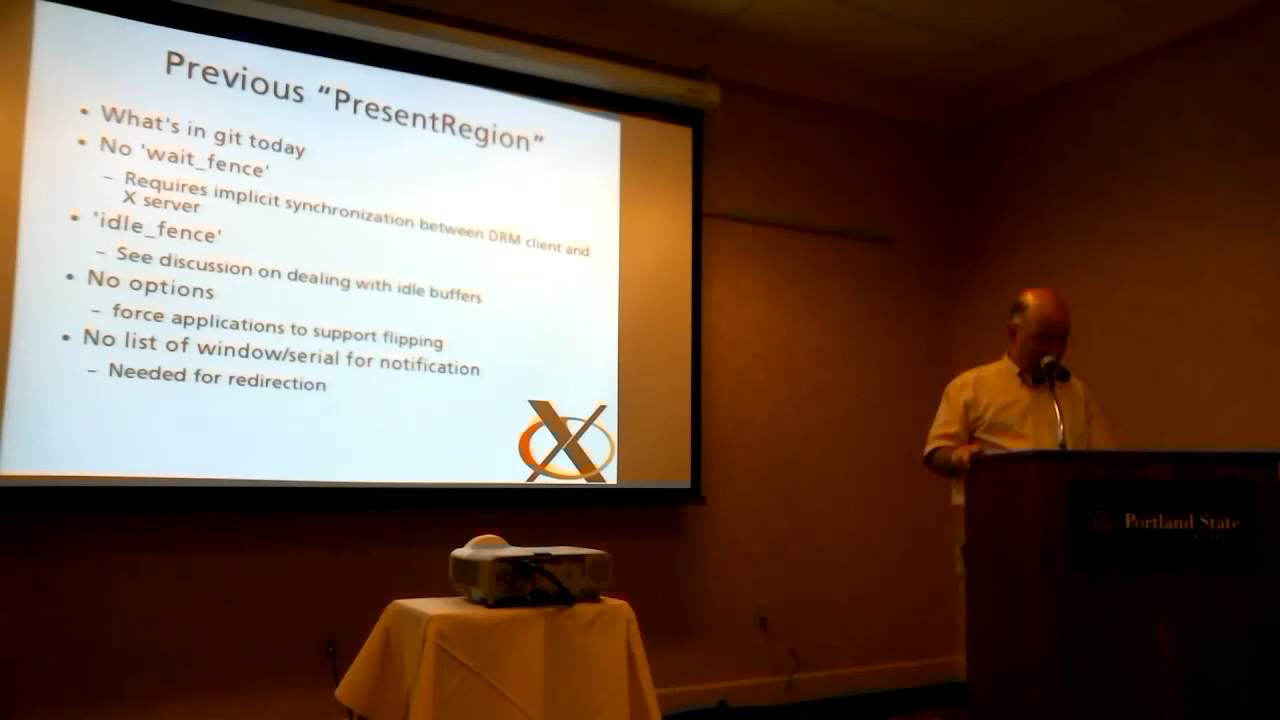 Previous “PresentRegion”
• What's in git today
• No 'wait_fence'
– Requires implicit synchronization between DRM client and
X server
• 'idle_fence'
– See discussion on dealing with idle buffers
• No options
– force applications to support flipping
• No list of window/serial for notification
– Needed for redirection
Portland State